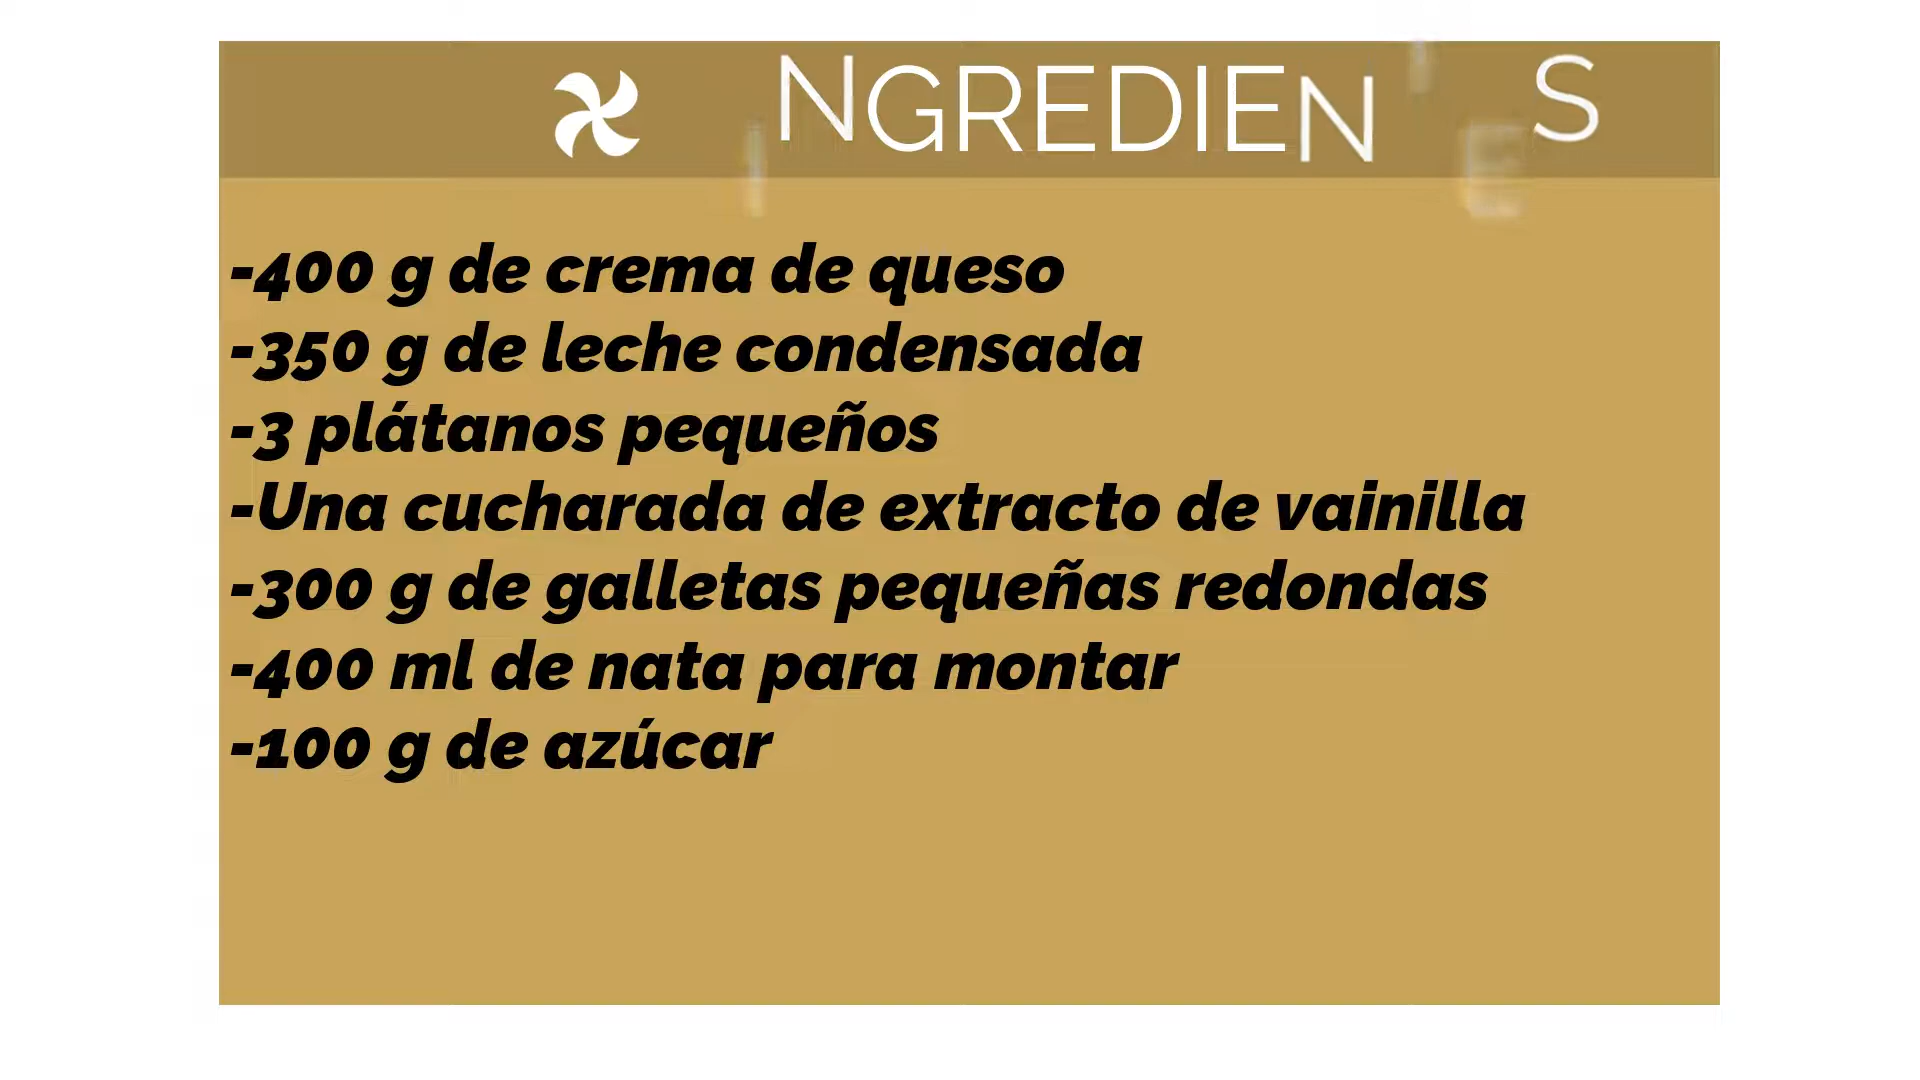 INGREDIENTES
-400 g de crema de queso
-350 g de leche condensada
-3 plátanos pequeños
-Una cucharada de extracto de vainilla
-300 g de galletas pequeñas redondas
-400 ml de nata para montar
-100 g de azúcar